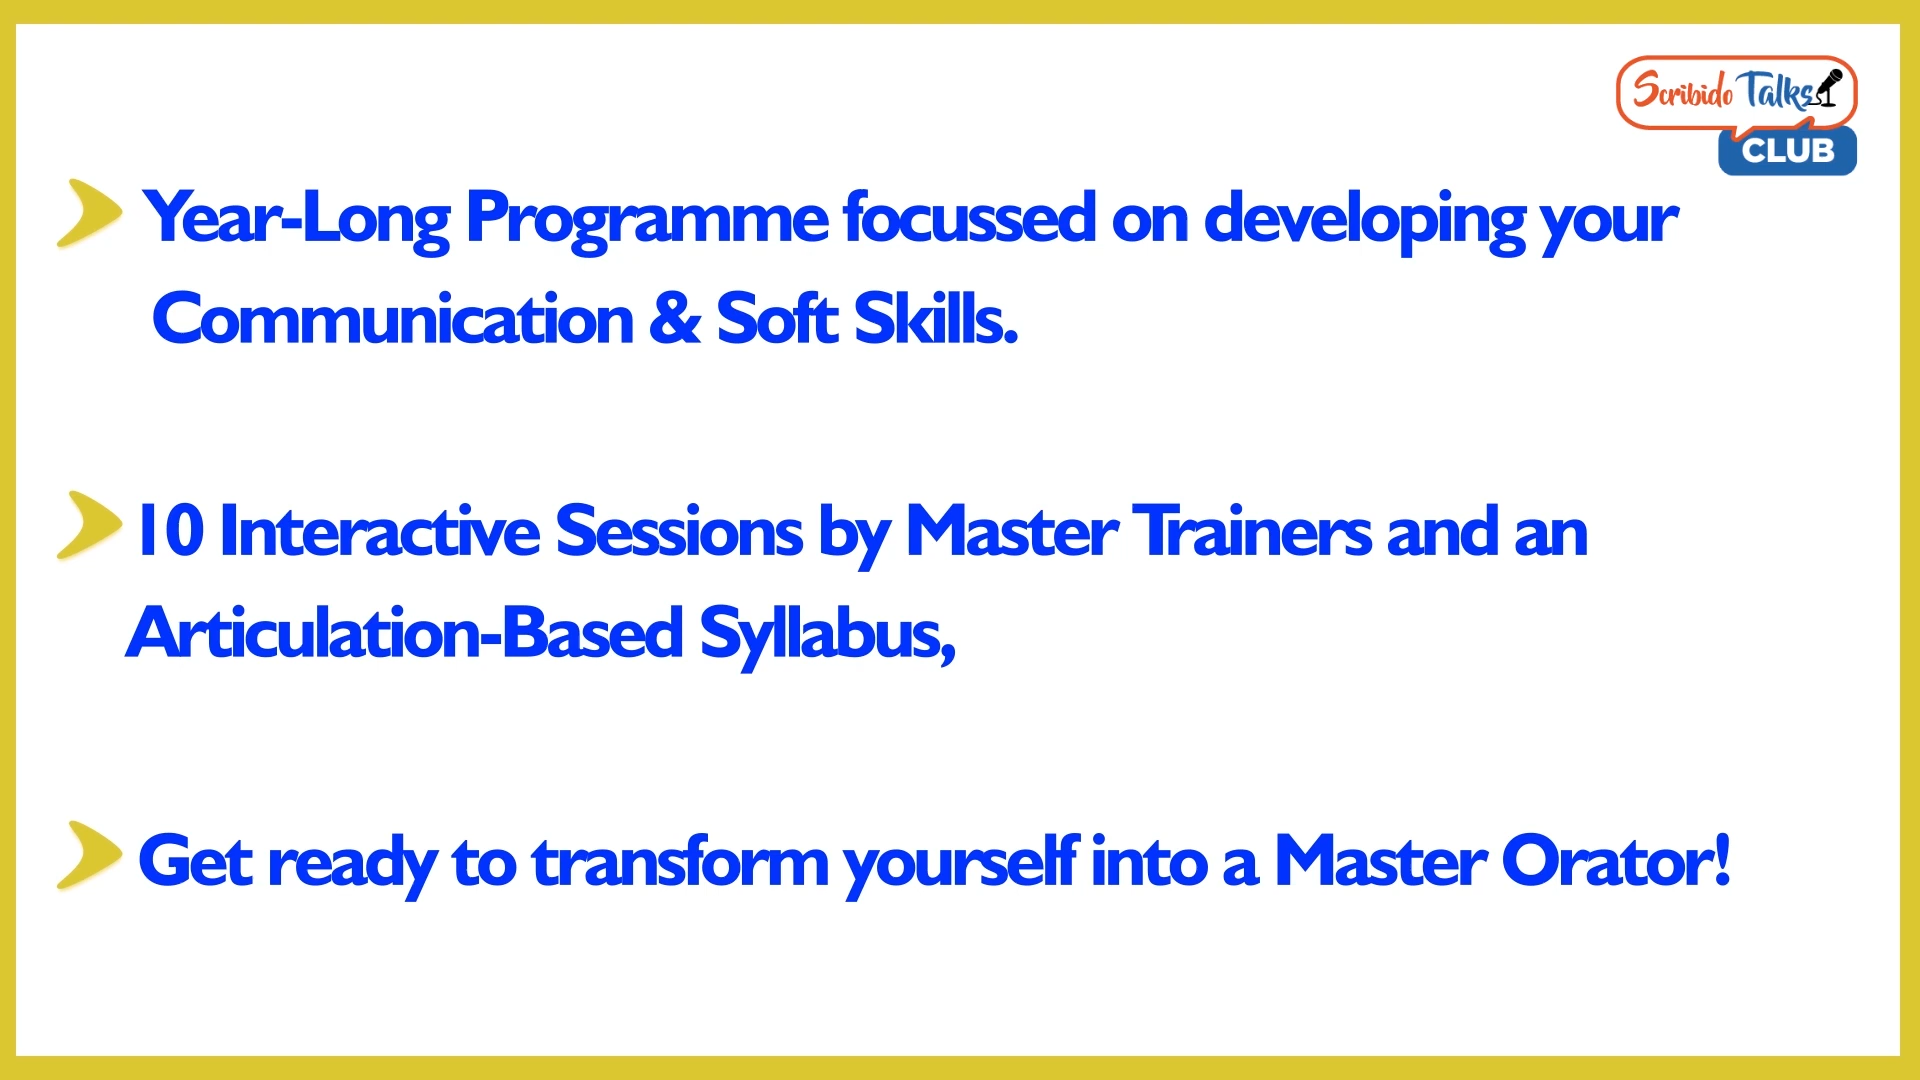 Scribido Talks
CLUB
Year-Long Programme focussed on developing your
Communication & Soft Skills.
10 Interactive Sessions by Master Trainers and an
Articulation-Based Syllabus,
Get ready to transform yourself into a Master Orator!